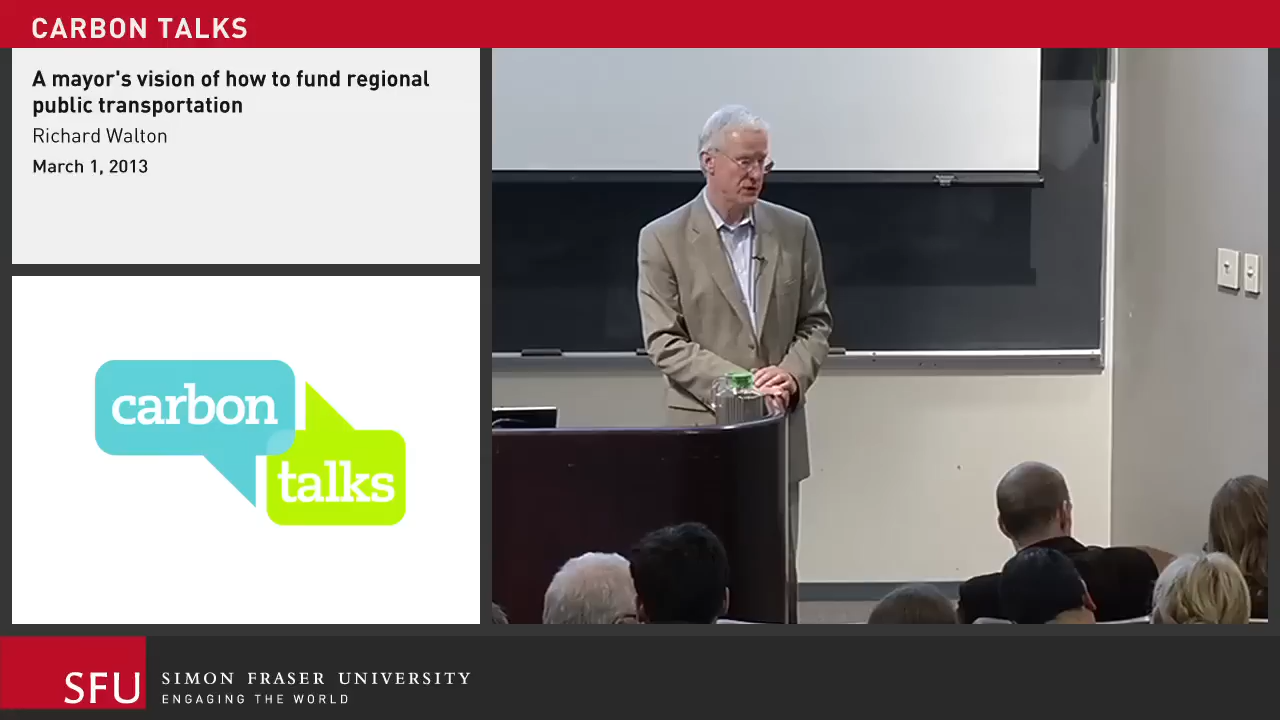 CARBON TALKS
A mayor's vision of how to fund regional
public transportation
Richard Walton
March 1, 2013
carbon
talks
SFU
SIMON FRASER UNIVERSITY
ENGAGING THE WORLD